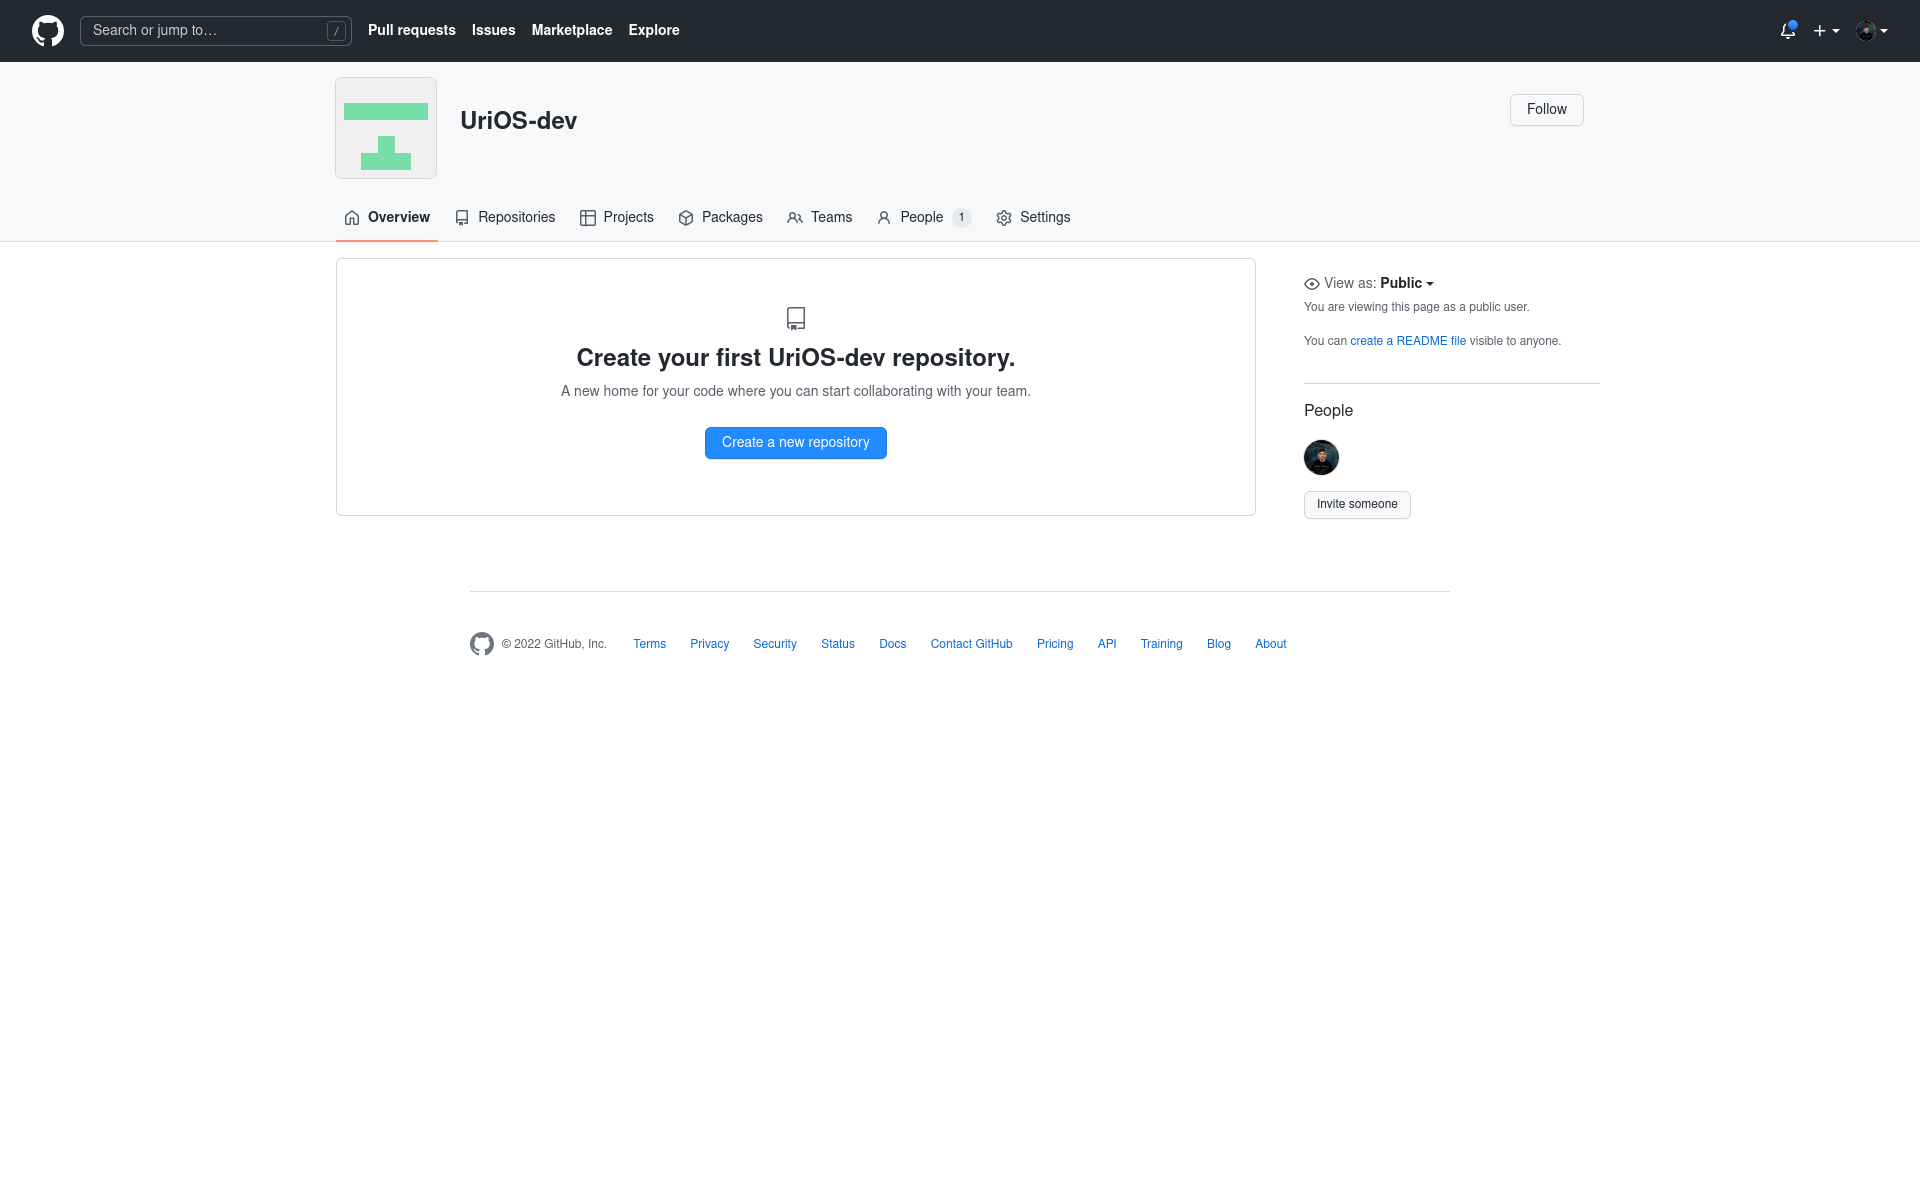 Search or jump to… /
Pull requests Issues Marketplace Explore
UriOS-dev
Follow
Overview Repositories Projects Packages Teams People 1 Settings
Create your first UriOS-dev repository.
A new home for your code where you can start collaborating with your team.
Create a new repository
View as: Public
You are viewing this page as a public user.
You can create a README file visible to anyone.
People
Invite someone
© 2022 GitHub, Inc. Terms Privacy Security Status Docs Contact GitHub Pricing API Training Blog About